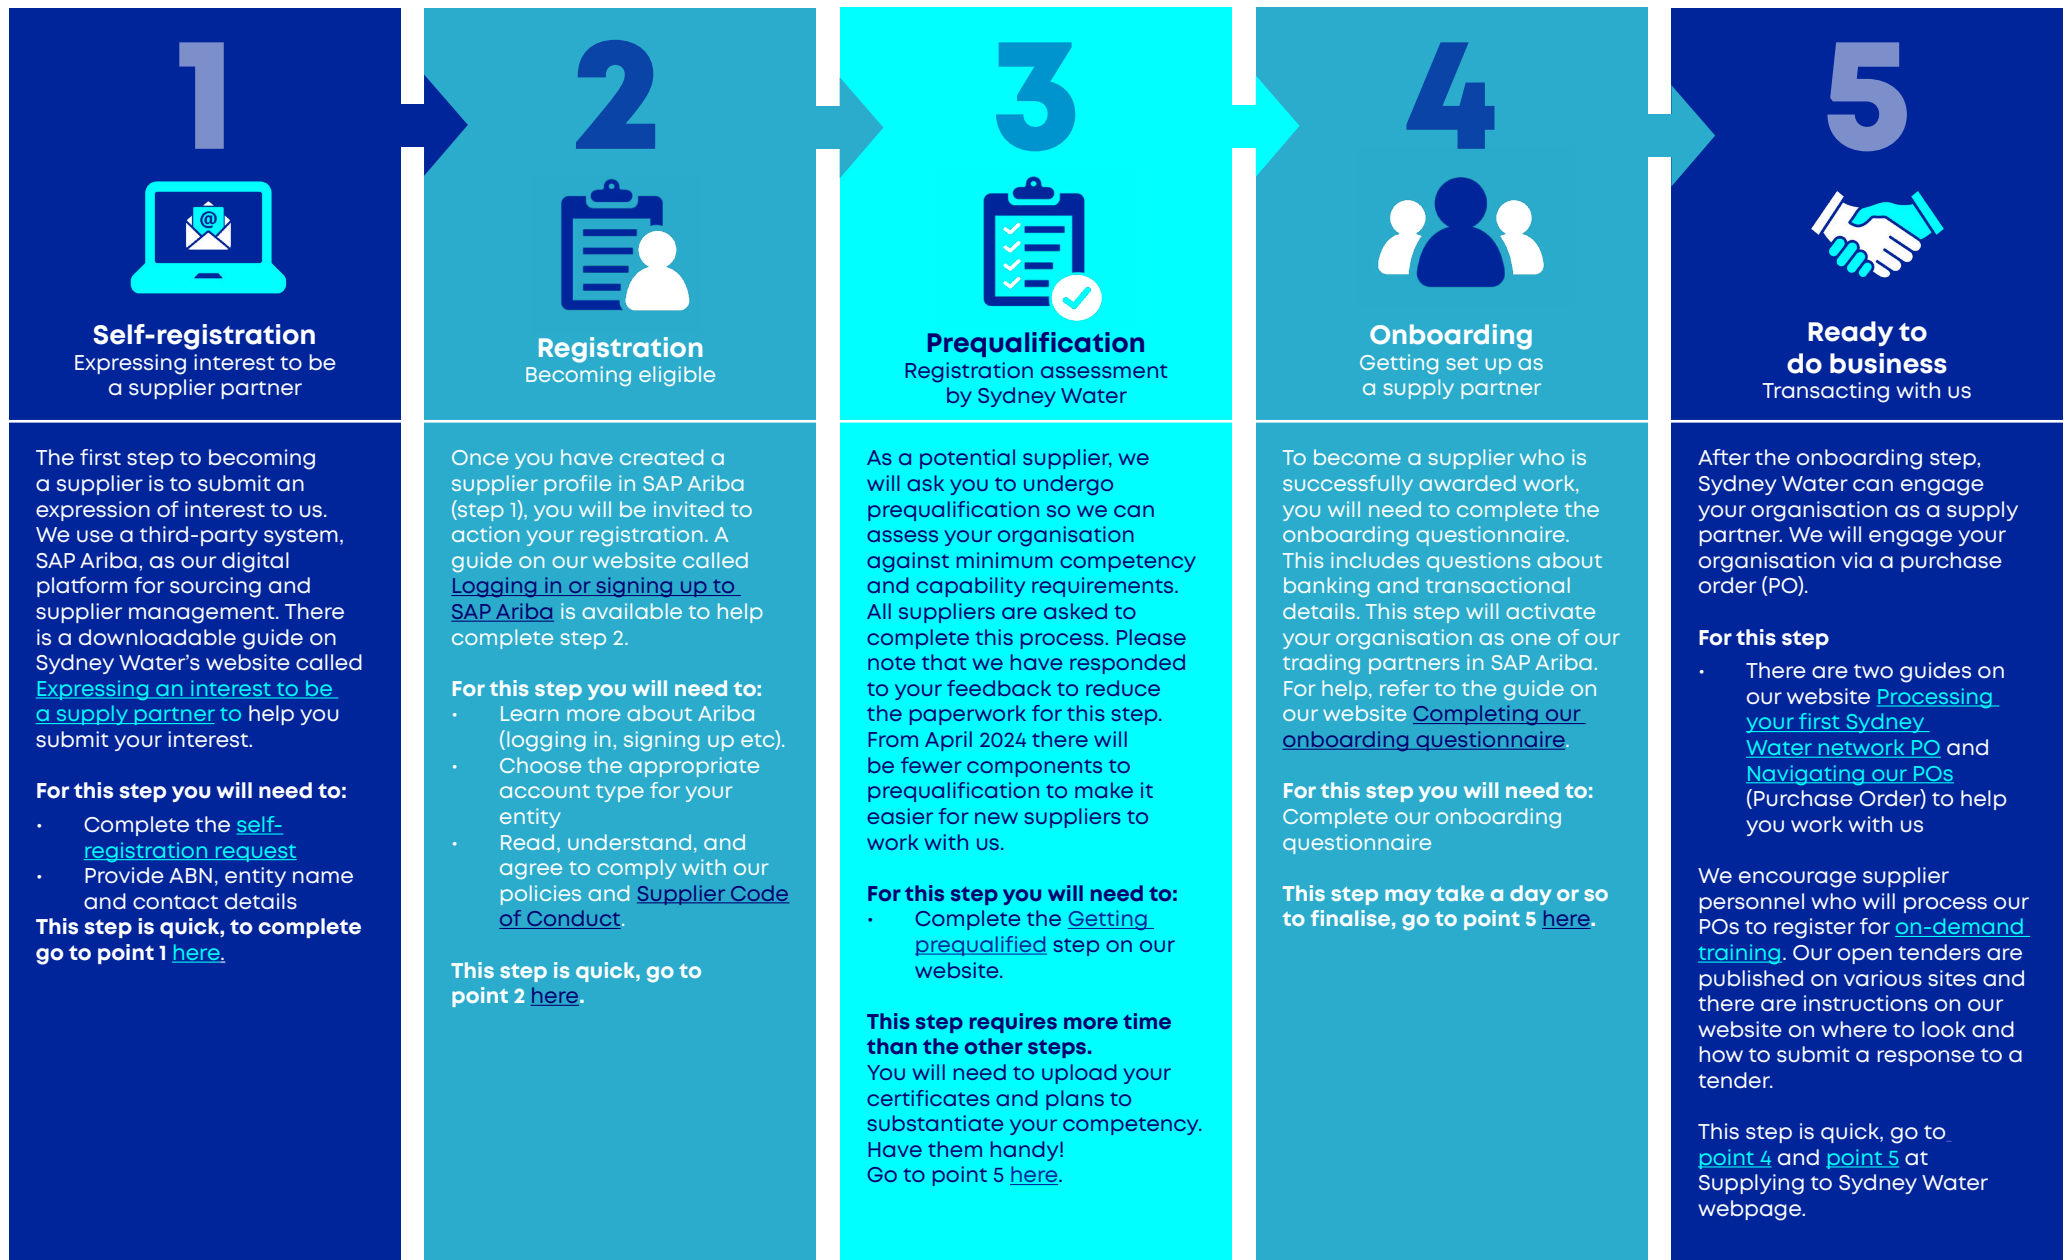 1
@
Self-registration
Expressing interest to be
a supplier partner
The first step to becoming
a supplier is to submit an
expression of interest to us.
We use a third-party system,
SAP Ariba, as our digital
platform for sourcing and
supplier management. There
is a downloadable guide on
Sydney Water’s website called
Expressing an interest to be
a supply partner to help you
submit your interest.
For this step you will need to:
• Complete the self-
registration request
• Provide ABN, entity name
and contact details
This step is quick, to complete
go to point 1 here.
2
Registration
Becoming eligible
Once you have created a
supplier profile in SAP Ariba
(step 1), you will be invited to
action your registration. A
guide on our website called
Logging in or signing up to
SAP Ariba is available to help
complete step 2.
For this step you will need to:
• Learn more about Ariba
(logging in, signing up etc).
• Choose the appropriate
account type for your
entity
• Read, understand, and
agree to comply with our
policies and Supplier Code
of Conduct.
This step is quick, go to
point 2 here.
3
Prequalification
Registration assessment
by Sydney Water
As a potential supplier, we
will ask you to undergo
prequalification so we can
assess your organisation
against minimum competency
and capability requirements.
All suppliers are asked to
complete this process. Please
note that we have responded
to your feedback to reduce
the paperwork for this step.
From April 2024 there will
be fewer components to
prequalification to make it
easier for new suppliers to
work with us.
For this step you will need to:
• Complete the Getting
prequalified step on our
website.
This step requires more time
than the other steps.
You will need to upload your
certificates and plans to
substantiate your competency.
Have them handy!
Go to point 5 here.
4
Onboarding
Getting set up as
a supply partner
To become a supplier who is
successfully awarded work,
you will need to complete the
onboarding questionnaire.
This includes questions about
banking and transactional
details. This step will activate
your organisation as one of our
trading partners in SAP Ariba.
For help, refer to the guide on
our website Completing our
onboarding questionnaire.
For this step you will need to:
Complete our onboarding
questionnaire
This step may take a day or so
to finalise, go to point 5 here.
5
Ready to
do business
Transacting with us
After the onboarding step,
Sydney Water can engage
your organisation as a supply
partner. We will engage your
organisation via a purchase
order (PO).
For this step
• There are two guides on
our website Processing
your first Sydney
Water network PO and
Navigating our POs
(Purchase Order) to help
you work with us
We encourage supplier
personnel who will process our
POs to register for on-demand
training. Our open tenders are
published on various sites and
there are instructions on our
website on where to look and
how to submit a response to a
tender.
This step is quick, go to
point 4 and point 5 at
Supplying to Sydney Water
webpage.